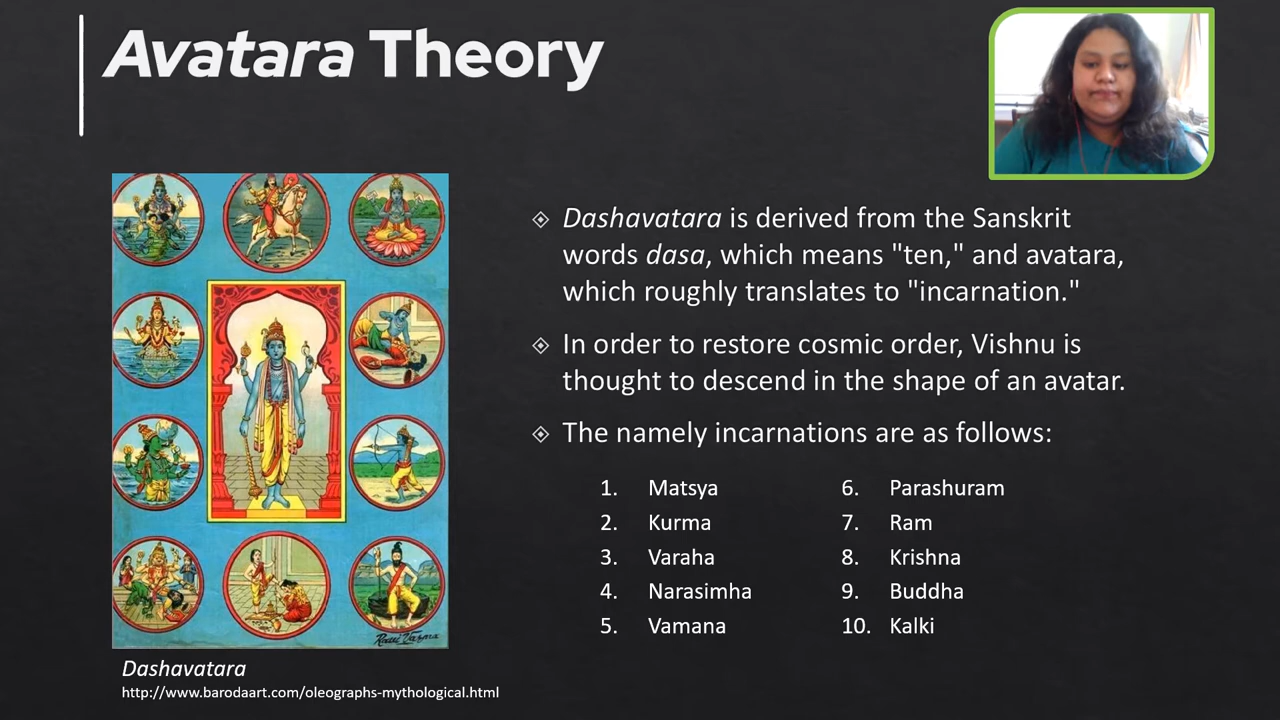 Avatara Theory
Dashavatara is derived from the Sanskrit
words dasa, which means "ten," and avatara,
which roughly translates to "incarnation."
In order to restore cosmic order, Vishnu is
thought to descend in the shape of an avatar.
The namely incarnations are as follows:
1. Matsya
2. Kurma
3. Varaha
4. Narasimha
5. Vamana
6. Parashuram
7. Ram
8. Krishna
9. Buddha
10. Kalki
Ravi Varma
Dashavatara
http://www.barodaart.com/oleographs-mythological.html